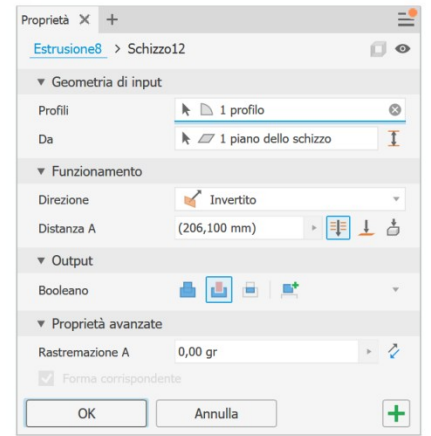 Proprietà × +
Estrusione8 > Schizzo12
Geometria di input
Profili 1 profilo
Da 1 piano dello schizzo
Funzionamento
Direzione Invertito
Distanza A (206,100 mm)
Output
Booleano
Proprietà avanzate
Rastremazione A 0,00 gr
Forma corrispondente
OK Annulla +